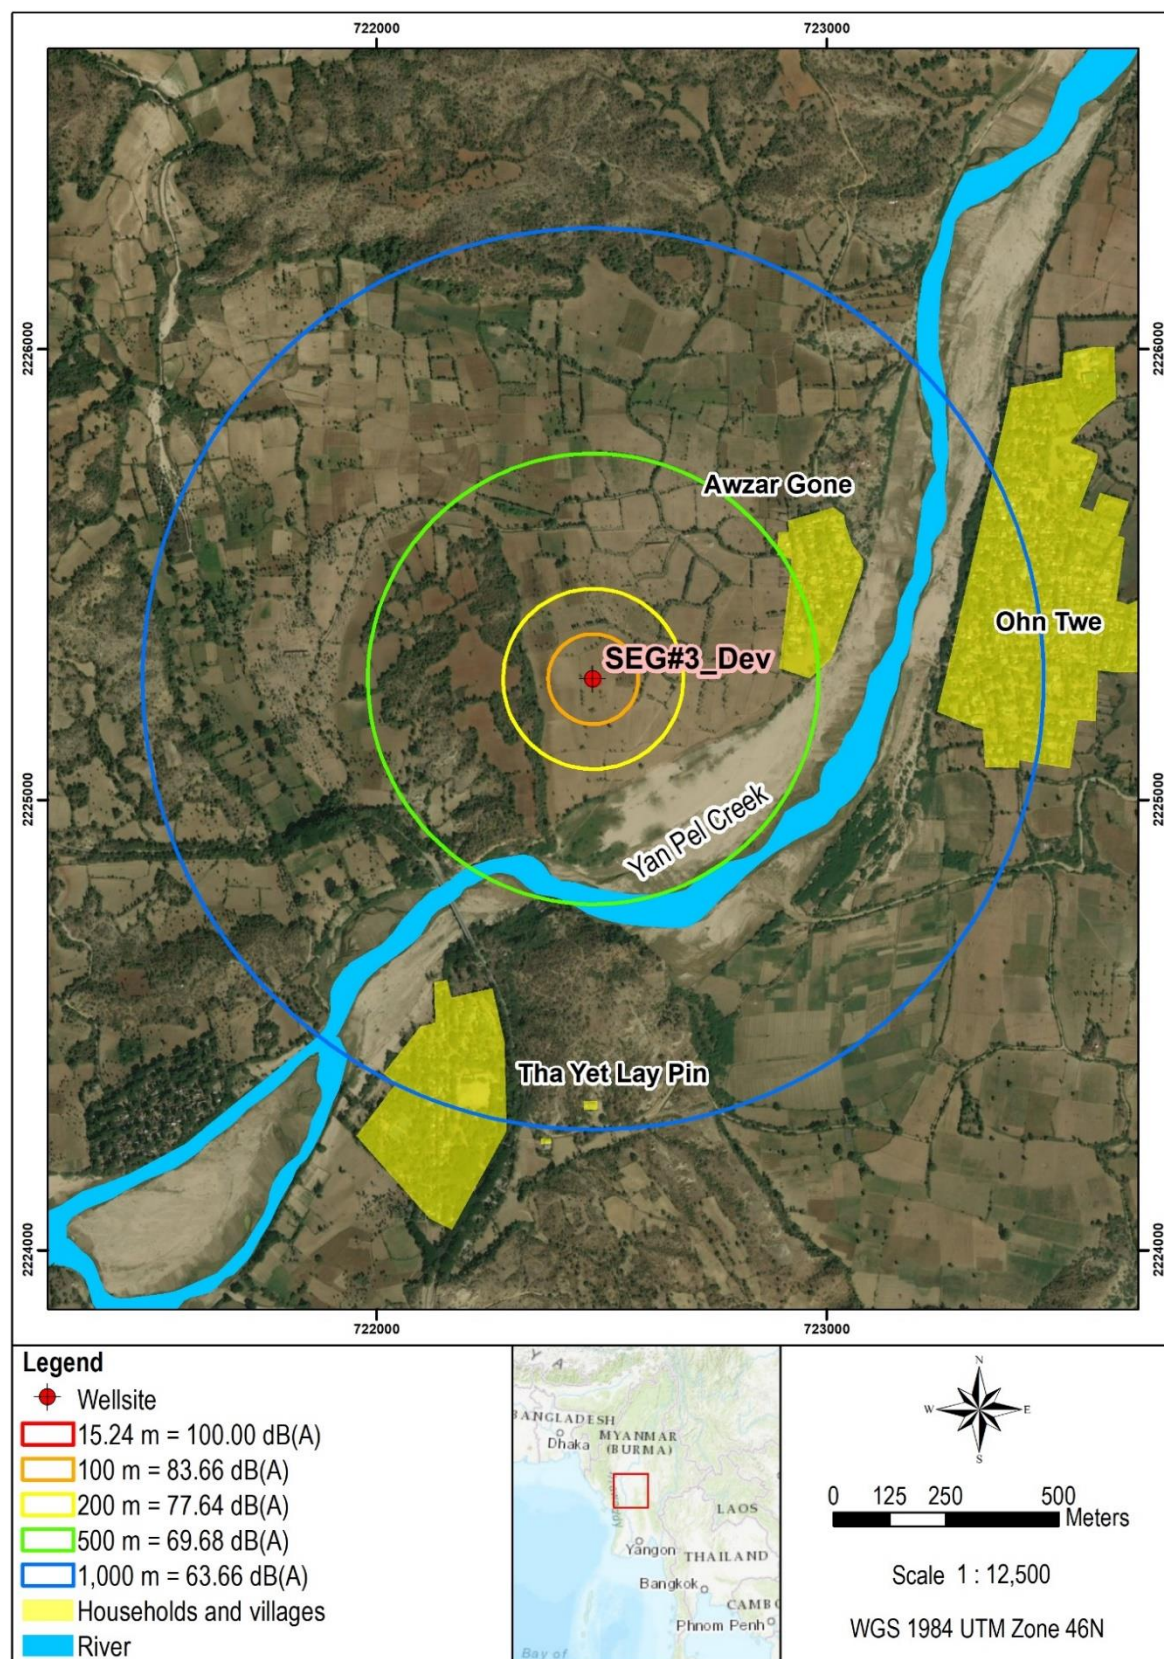 722000
723000
2226000
2226000
Awzar Gone
Ohn Twe
SEG#3_Dev
2225000
2225000
Yan Pel Creek
Tha Yet Lay Pin
2224000
2224000
722000
723000
Legend
Wellsite
15.24 m = 100.00 dB(A)
100 m = 83.66 dB(A)
200 m = 77.64 dB(A)
500 m = 69.68 dB(A)
1,000 m = 63.66 dB(A)
Households and villages
River
Y A
BANGLADESH
Dhaka
MYANMAR
(BURMA)
LAOS
Yangon
THAILAND
Bangkok
CAMBO
Phnom Penh
Bay of
N
W
E
S
0 125 250 500
Meters
Scale 1 : 12,500
WGS 1984 UTM Zone 46N